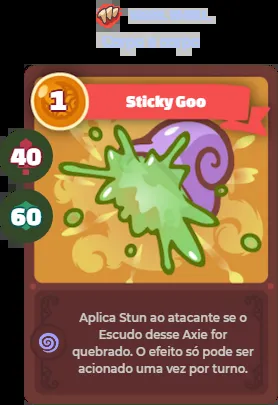 1
Sticky Goo
40
60
Aplica Stun ao atacante se o
Escudo desse Axie for
quebrado. O efeito só pode ser
acionado uma vez por turno.